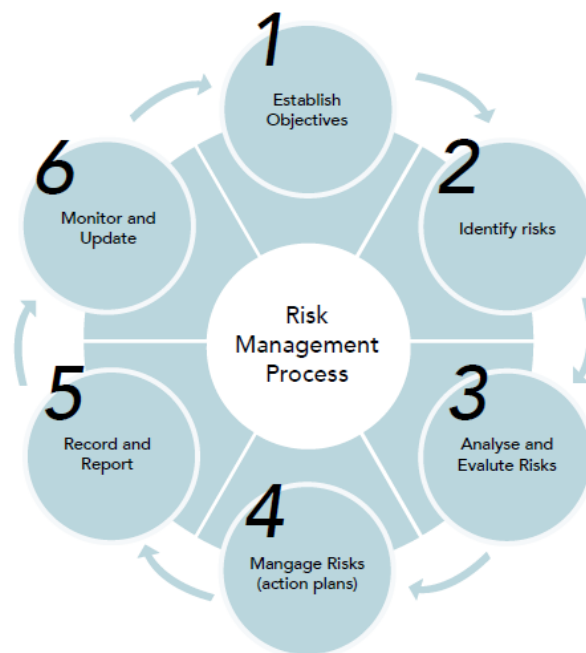 1
Establish
Objectives
2
Identify risks
3
Analyse and
Evalute Risks
4
Mangage Risks
(action plans)
5
Record and
Report
6
Monitor and
Update
Risk
Management
Process